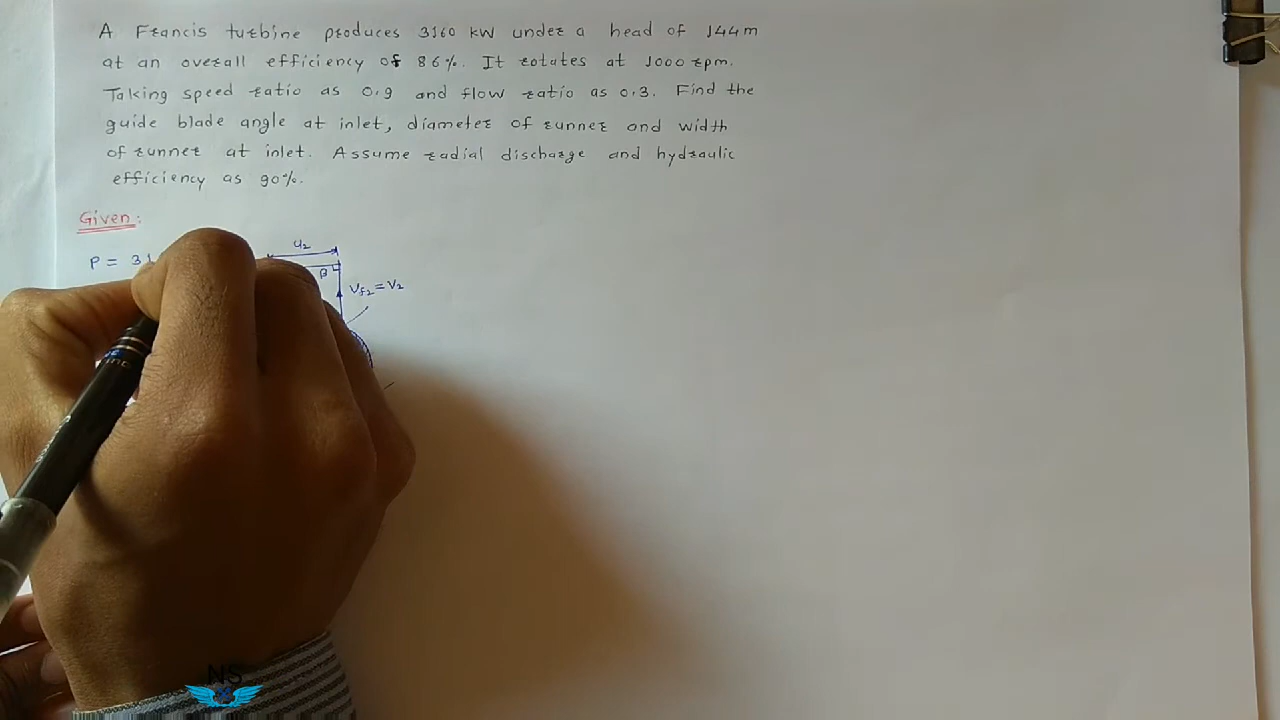 A Francis turbine produces 3160 kW under a head of 144m
at an overall efficiency of 86%. It rotates at 1000 rpm.
Taking speed ratio as 0.9 and flow ratio as 0.3. Find the
guide blade angle at inlet, diameter of runner and width
of runner at inlet. Assume radial discharge and hydraulic
efficiency as 90%.
Given:
P = 31
u₂
β
Vf₂ = V₂
NS